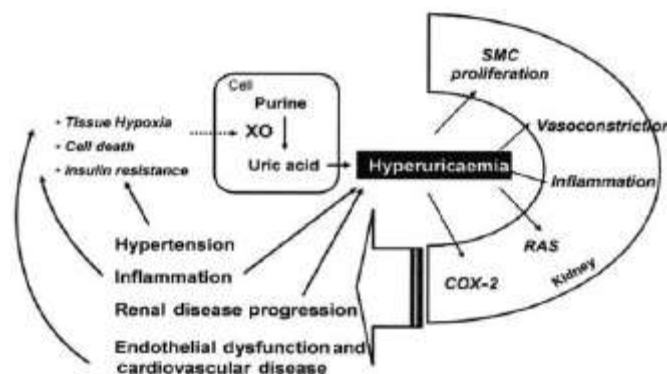 SMC
proliferation
Cell
Purine
XO
Uric acid
+ Tissue Hypoxia
+ Cell death
+ insulin resistance
Vasoconstriction
Hyperuricaemia
Inflammation
RAS
COX-2
Kidney
Hypertension
Inflammation
Renal disease progression
Endothelial dysfunction and
cardiovascular disease